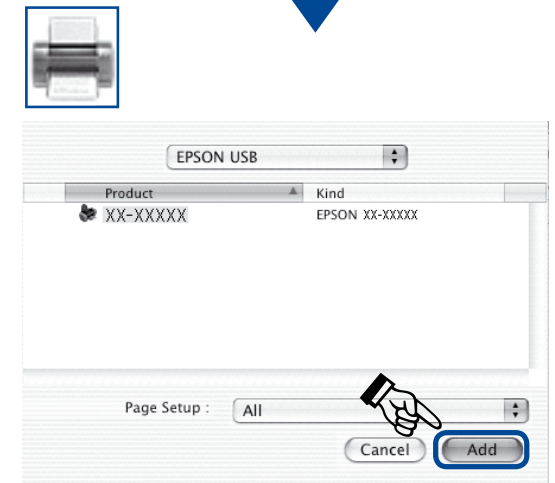 EPSON USB
Product Kind
XX-XXXXX EPSON XX-XXXXX
Page Setup : All
Cancel Add